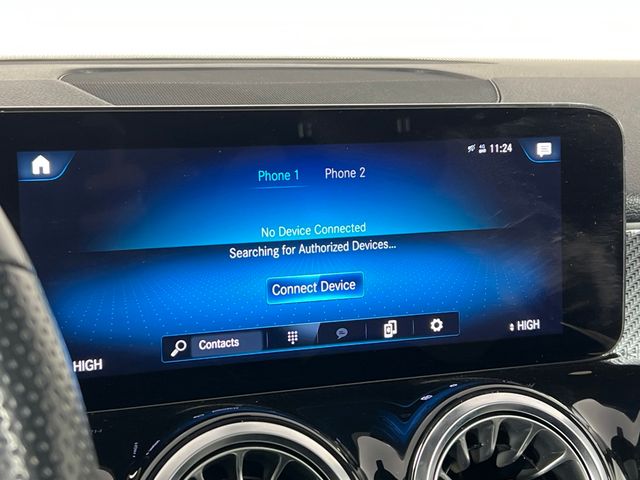 11:24
Phone 1 Phone 2
No Device Connected
Searching for Authorized Devices...
Connect Device
Contacts
HIGH HIGH